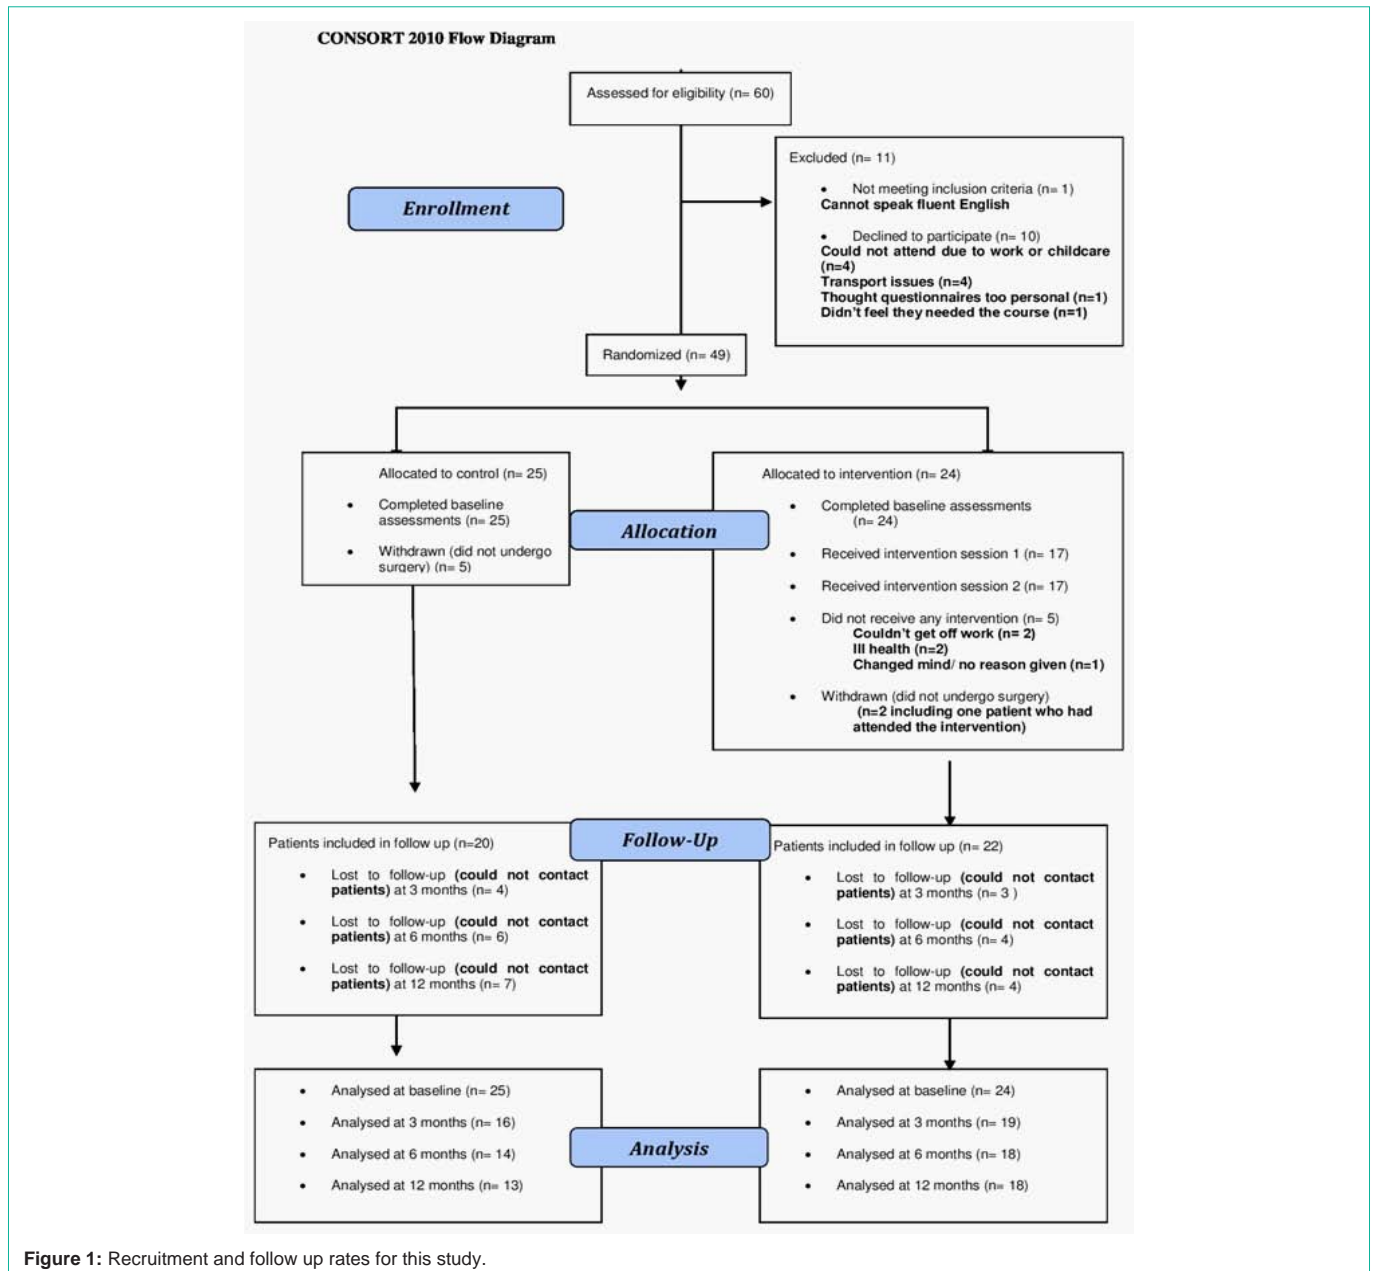 CONSORT 2010 Flow Diagram
Assessed for eligibility (n= 60)
Excluded (n= 11)
• Not meeting inclusion criteria (n= 1)
Cannot speak fluent English
• Declined to participate (n= 10)
Could not attend due to work or childcare
(n=4)
Transport issues (n=4)
Thought questionnaires too personal (n=1)
Didn't feel they needed the course (n=1)
Enrollment
Randomized (n= 49)
Allocated to control (n= 25)
• Completed baseline
assessments (n= 25)
• Withdrawn (did not undergo
surgery) (n= 5)
Allocation
Allocated to intervention (n= 24)
• Completed baseline assessments
(n= 24)
• Received intervention session 1 (n= 17)
• Received intervention session 2 (n= 17)
• Did not receive any intervention (n= 5)
Couldn't get off work (n= 2)
Ill health (n=2)
Changed mind/ no reason given (n=1)
• Withdrawn (did not undergo surgery)
(n=2 including one patient who had
attended the intervention)
Follow-Up
Patients included in follow up (n=20)
• Lost to follow-up (could not contact
patients) at 3 months (n= 4)
• Lost to follow-up (could not contact
patients) at 6 months (n= 6)
• Lost to follow-up (could not contact
patients) at 12 months (n= 7)
Patients included in follow up (n= 22)
• Lost to follow-up (could not contact
patients) at 3 months (n= 3 )
• Lost to follow-up (could not contact
patients) at 6 months (n= 4)
• Lost to follow-up (could not contact
patients) at 12 months (n= 4)
• Analysed at baseline (n= 25)
• Analysed at 3 months (n= 16)
• Analysed at 6 months (n= 14)
• Analysed at 12 months (n= 13)
Analysis
• Analysed at baseline (n= 24)
• Analysed at 3 months (n= 19)
• Analysed at 6 months (n= 18)
• Analysed at 12 months (n= 18)
Figure 1: Recruitment and follow up rates for this study.